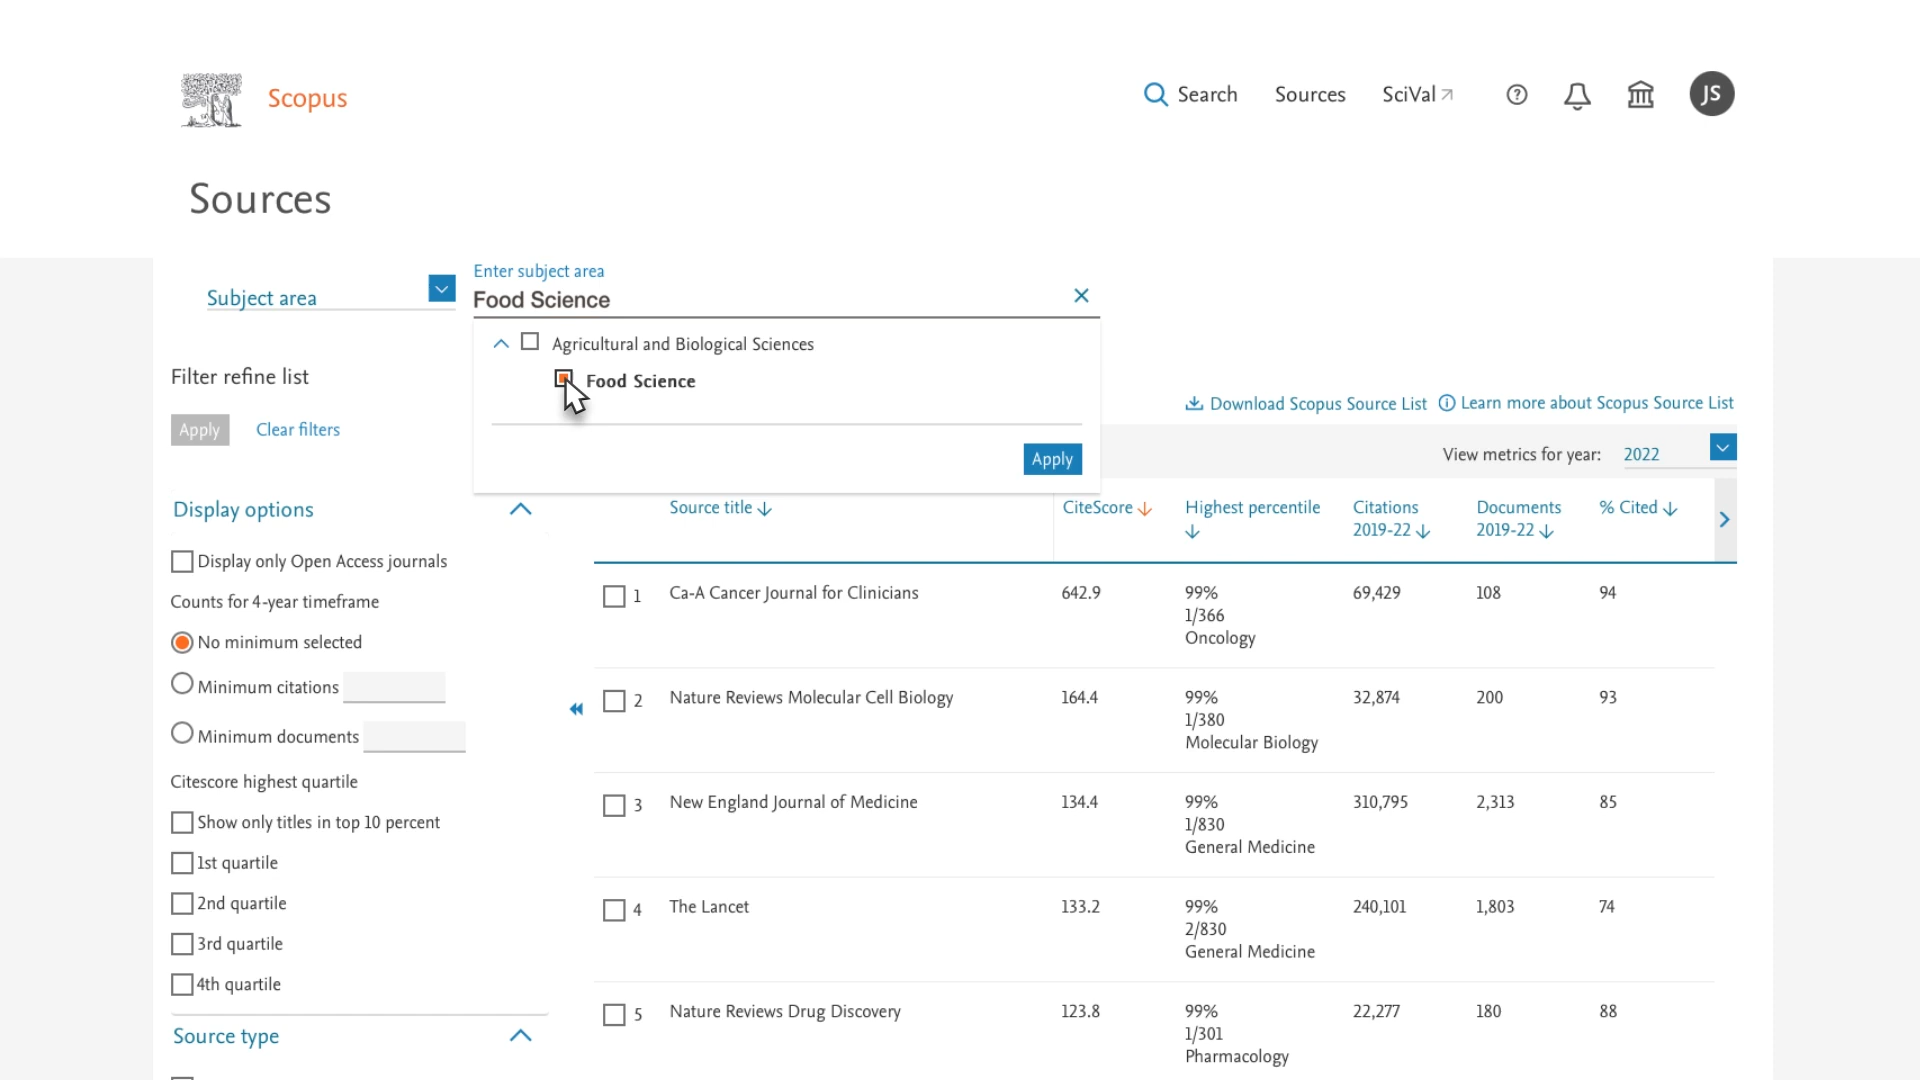 Scopus
Search
Sources
SciVal
JS
Sources
Subject area
Enter subject area
Food Science
Agricultural and Biological Sciences
Food Science
Apply
Filter refine list
Apply
Clear filters
Download Scopus Source List
Learn more about Scopus Source List
View metrics for year:
2022
Display options
Display only Open Access journals
Counts for 4-year timeframe
No minimum selected
Minimum citations
Minimum documents
Citescore highest quartile
Show only titles in top 10 percent
1st quartile
2nd quartile
3rd quartile
4th quartile
Source type
Source title
CiteScore
Highest percentile
Citations
2019-22
Documents
2019-22
% Cited
1
Ca-A Cancer Journal for Clinicians
642.9
99%
1/366
Oncology
69,429
108
94
2
Nature Reviews Molecular Cell Biology
164.4
99%
1/380
Molecular Biology
32,874
200
93
3
New England Journal of Medicine
134.4
99%
1/830
General Medicine
310,795
2,313
85
4
The Lancet
133.2
99%
2/830
General Medicine
240,101
1,803
74
5
Nature Reviews Drug Discovery
123.8
99%
1/301
Pharmacology
22,277
180
88